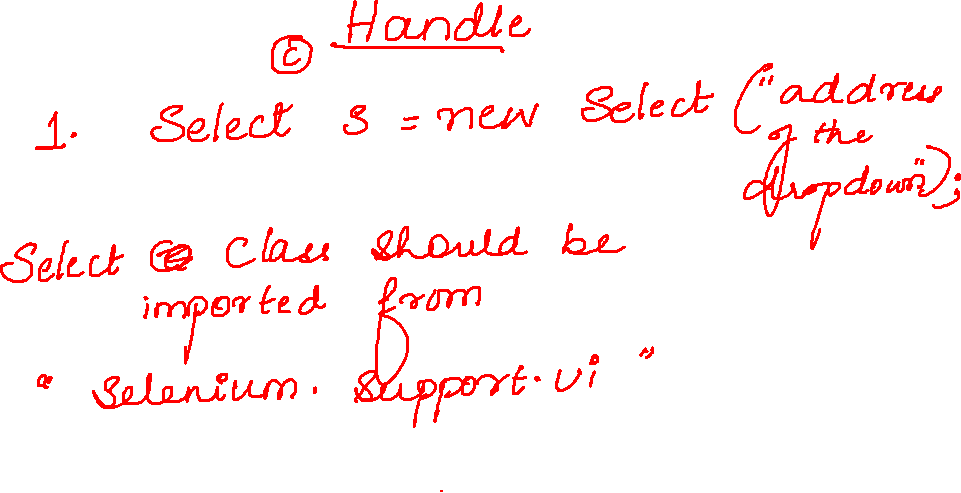 Handle
©
1. Select s = new Select ("address
of the
dropdown");
Select Class should be
imported from
" Selenium. Support. ui "